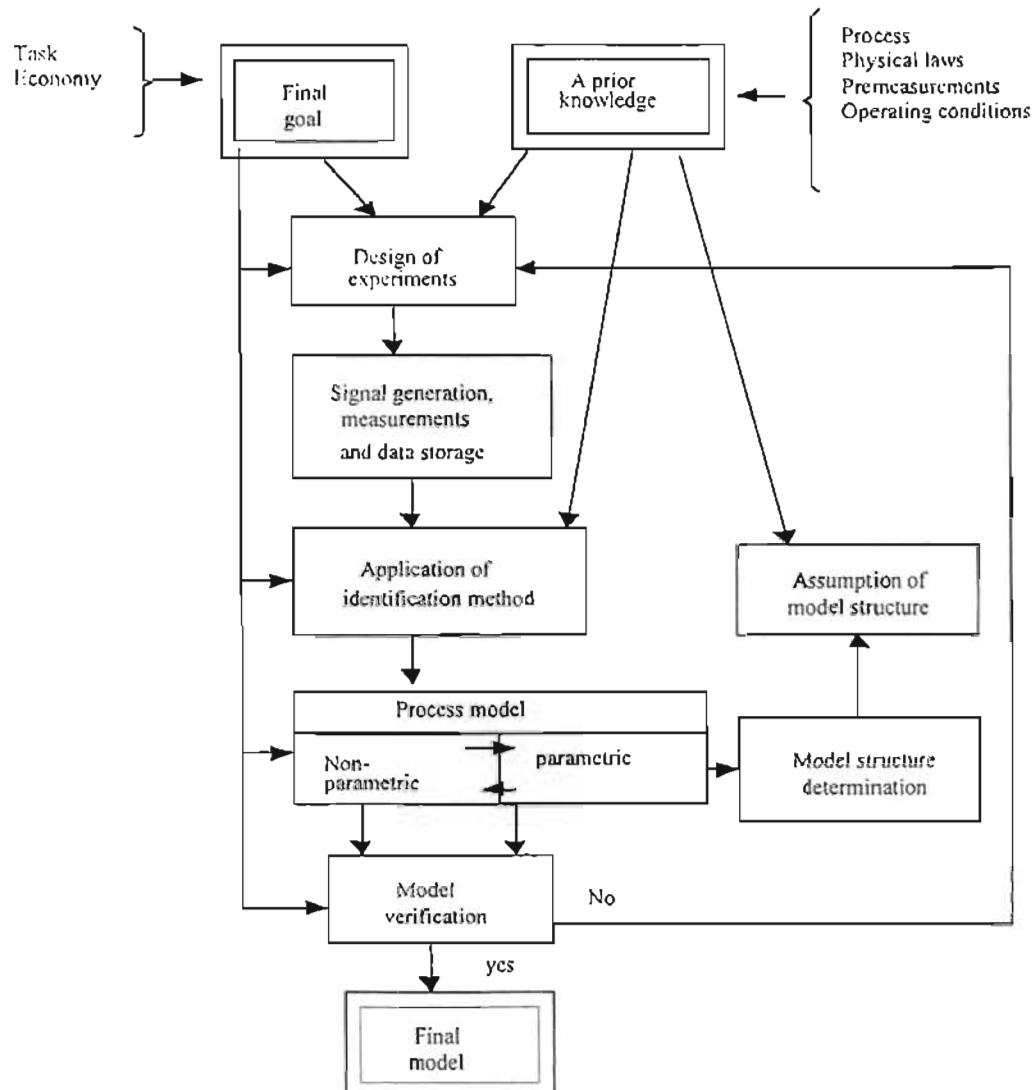 Task
Economy
Final
goal
A prior
knowledge
Process
Physical laws
Premeasurements
Operating conditions
Design of
experiments
Signal generation,
measurements
and data storage
Application of
identification method
Assumption of
model structure
Process model
Non-
parametric
parametric
Model structure
determination
Model
verification
No
yes
Final
model